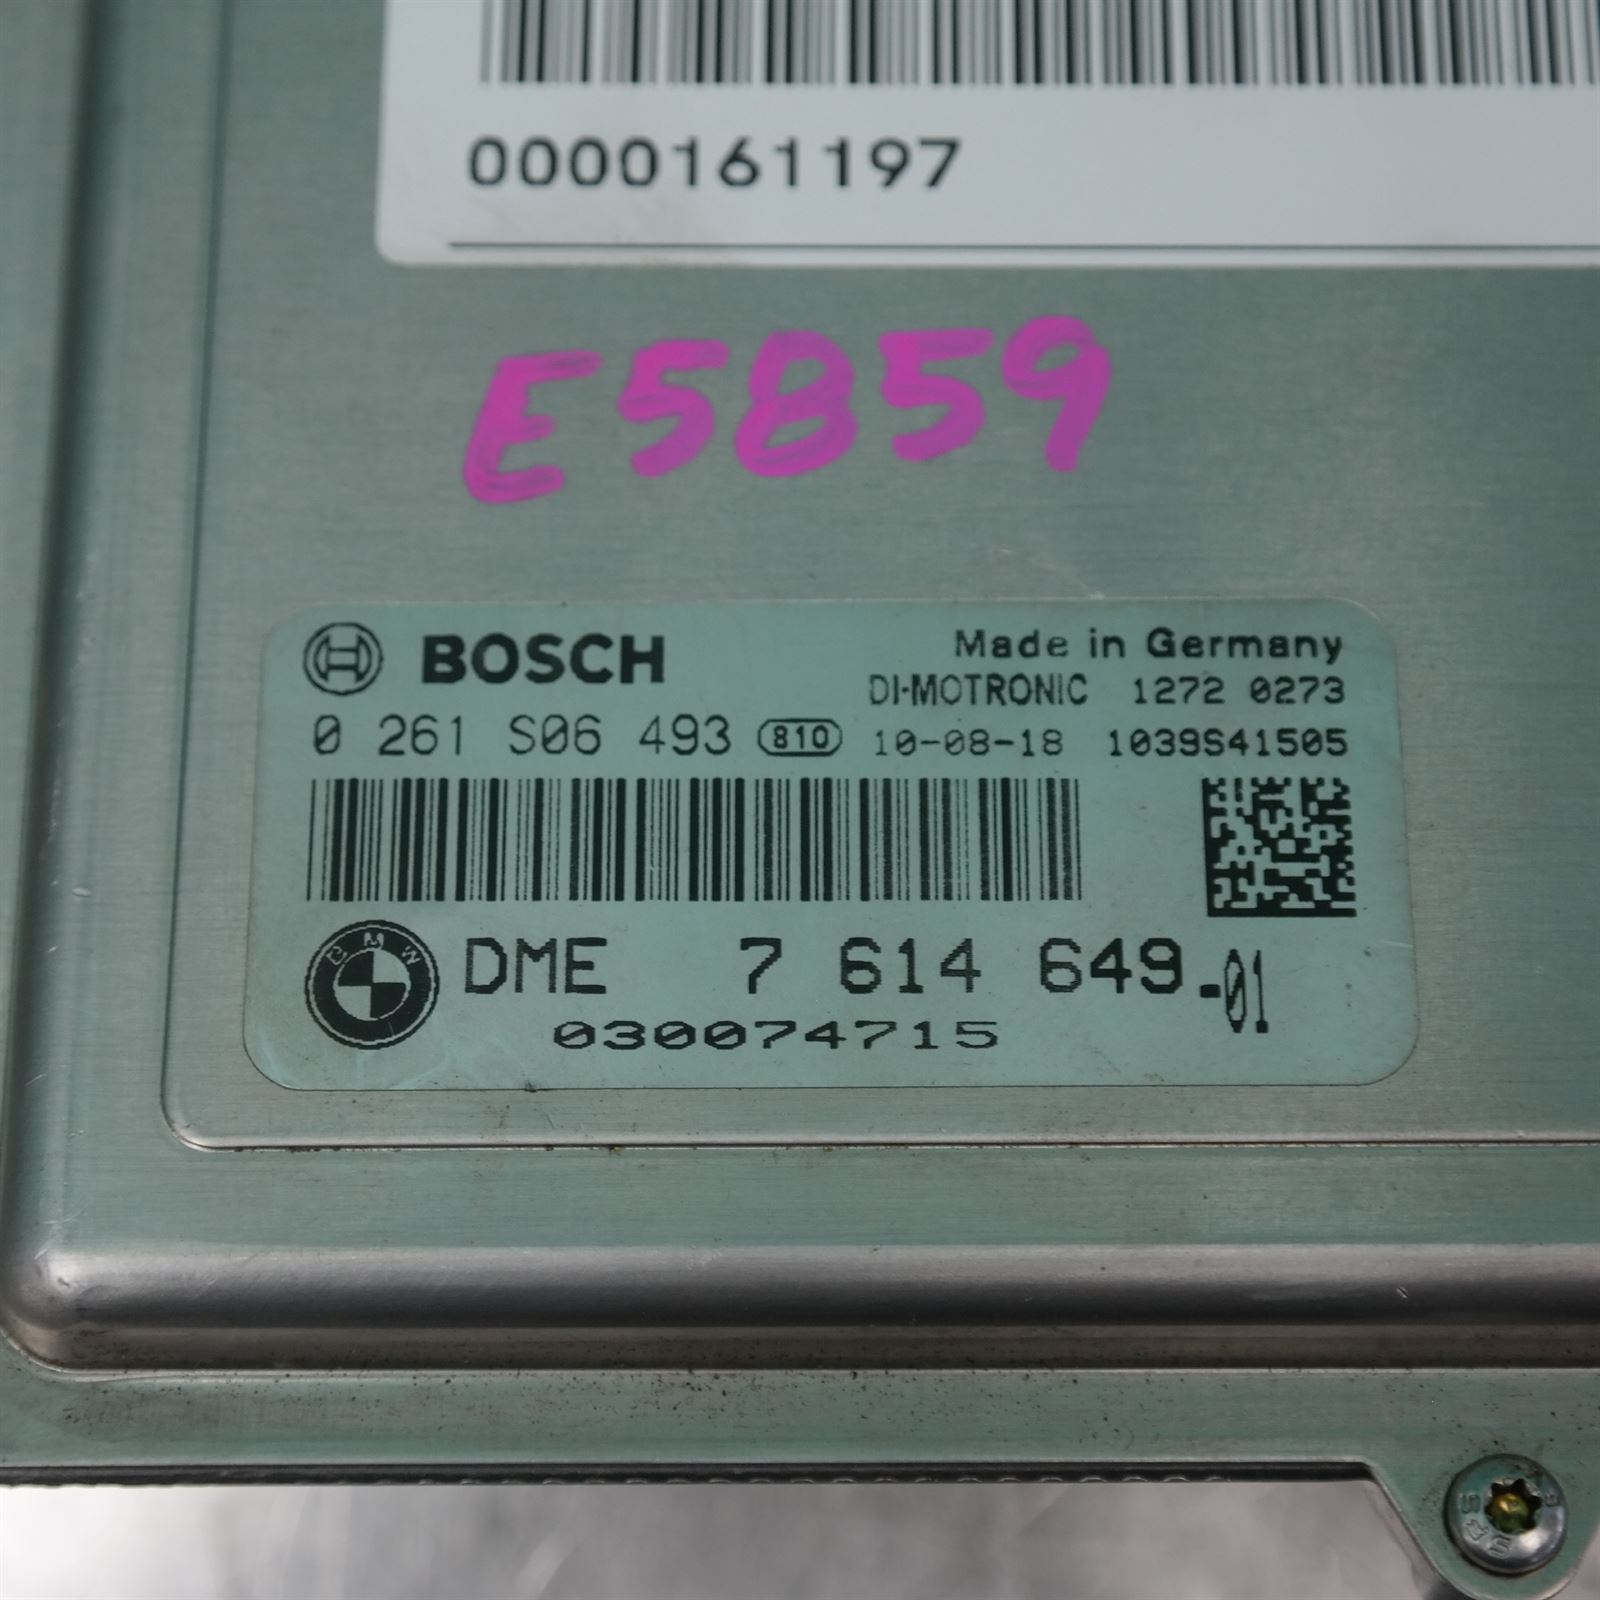 0000161197
E5859
BOSCH
Made in Germany
DI-MOTRONIC 1272 0273
0 261 S06 493 810 10-08-18 1039S41505
BMW DME 7 614 649-01
030074715